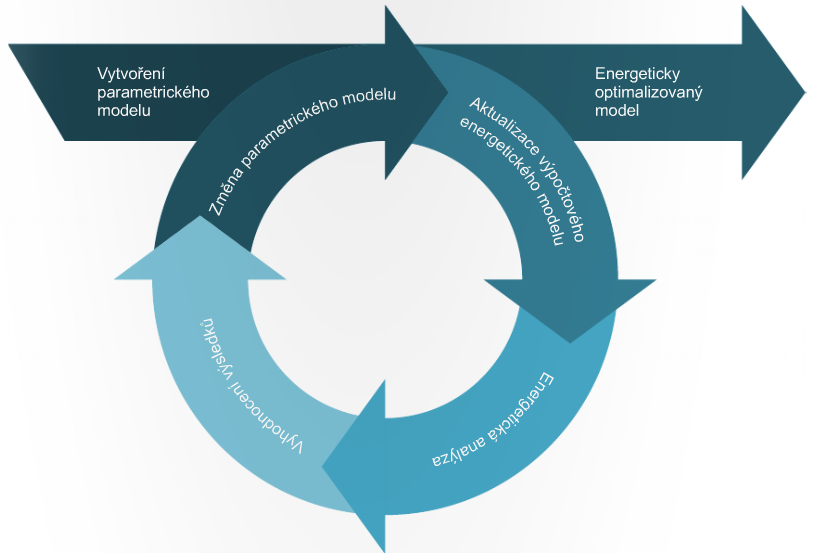 Vytvoření
parametrického
modelu
Změna parametrického modelu
Aktualizace výpočtového
energetického modelu
Energeticky
optimalizovaný
model
Energetická analýza
Vyhodnocení výsledků